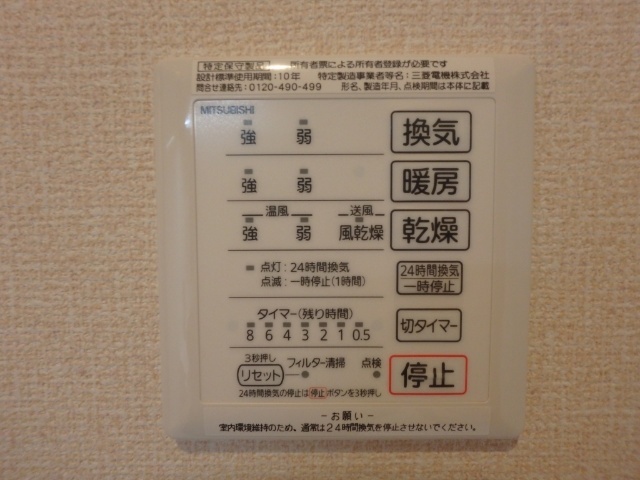 特定保守製品 所有者票による所有者登録が必要です
設計標準使用期間:10年 特定製造事業者等名:三菱電機株式会社
問合せ連絡先:0120-490-499 形名、製造年月、点検期間は本体に記載
MITSUBISHI
強 弱 換気
強 弱 暖房
温風 送風
強 弱 風乾燥 乾燥
点灯:24時間換気
点滅:一時停止(1時間)
24時間換気
一時停止
タイマー(残り時間)
8 6 4 3 2 1 0.5
切タイマー
3秒押し
リセット フィルター清掃 点検
停止
24時間換気の停止は停止ボタンを3秒押し
-お願い-
室内環境維持のため、通常は24時間換気を停止させないでください。